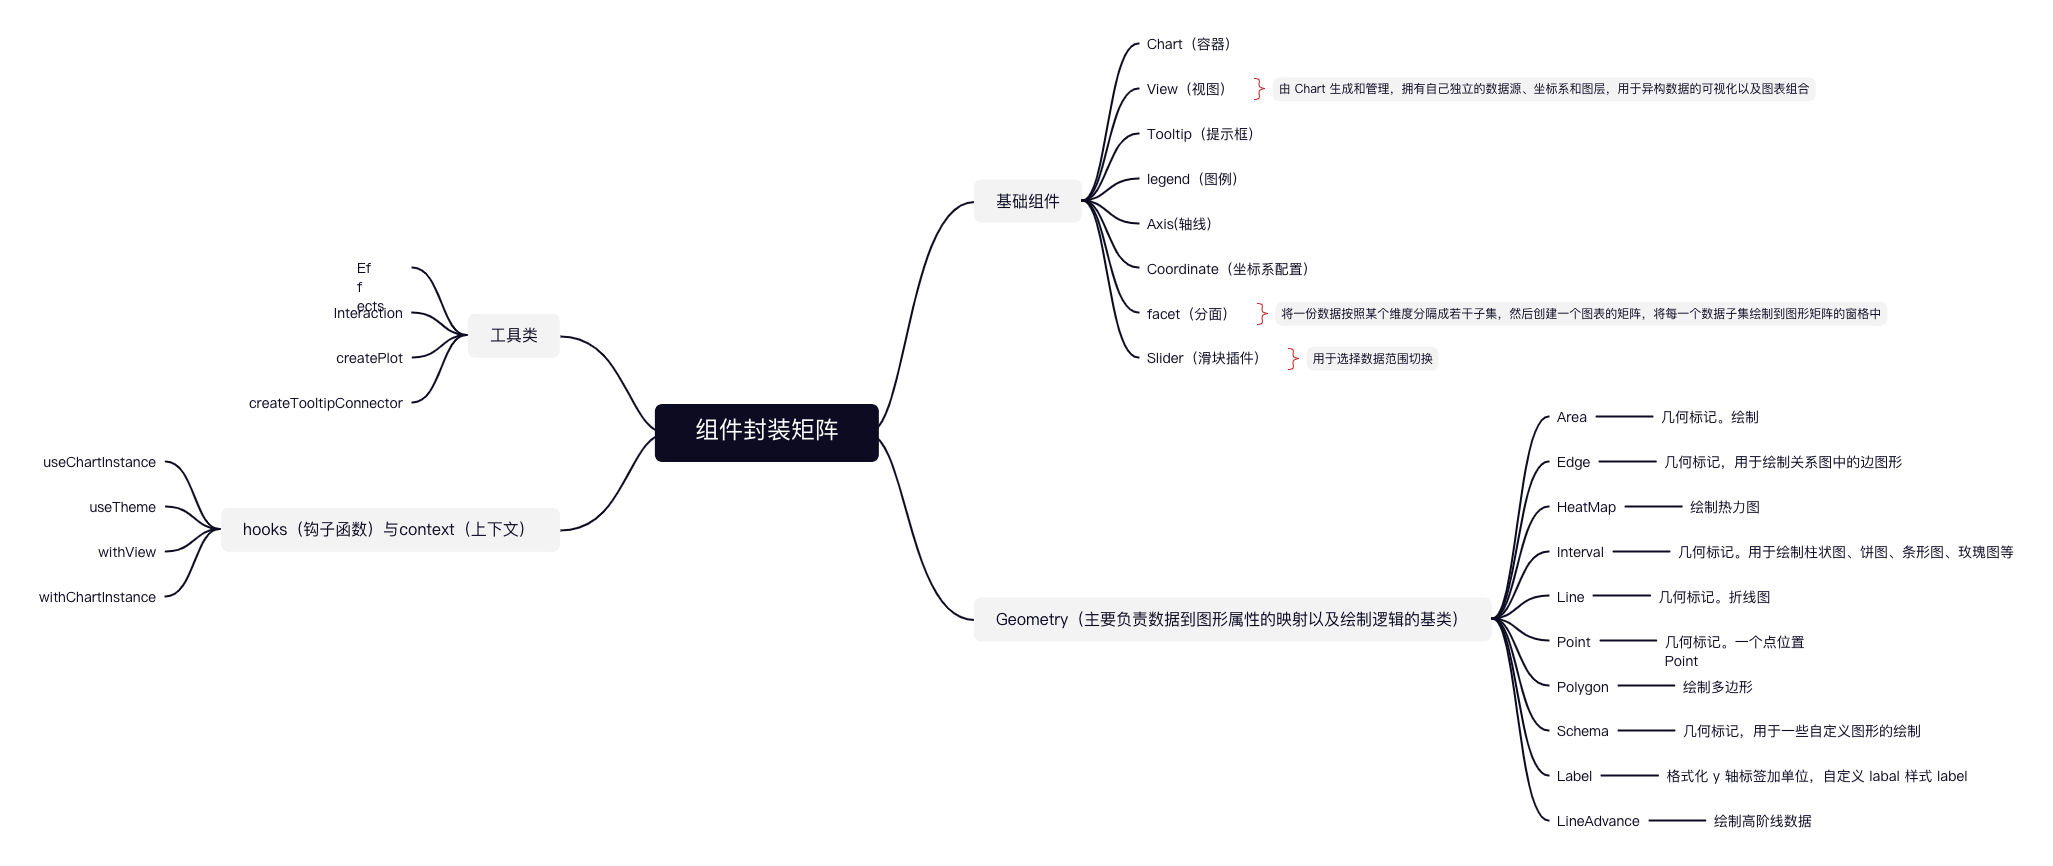 组件封装矩阵
基础组件
Chart（容器）
View（视图）
由 Chart 生成和管理，拥有自己独立的数据源、坐标系和图层，用于异构数据的可视化以及图表组合
Tooltip（提示框）
legend（图例）
Axis(轴线)
Coordinate（坐标系配置）
facet（分面）
将一份数据按照某个维度分隔成若干子集，然后创建一个图表的矩阵，将每一个数据子集绘制到图形矩阵的窗格中
Slider（滑块插件）
用于选择数据范围切换
Geometry（主要负责数据到图形属性的映射以及绘制逻辑的基类）
Area
几何标记。绘制
Edge
几何标记，用于绘制关系图中的边图形
HeatMap
绘制热力图
Interval
几何标记。用于绘制柱状图、饼图、条形图、玫瑰图等
Line
几何标记。折线图
Point
几何标记。一个点位置
Point
Polygon
绘制多边形
Schema
几何标记，用于一些自定义图形的绘制
Label
格式化 y 轴标签加单位，自定义 labal 样式 label
LineAdvance
绘制高阶线数据
工具类
Ef
f
ects
Interaction
createPlot
createTooltipConnector
hooks（钩子函数）与context（上下文）
useChartInstance
useTheme
withView
withChartInstance